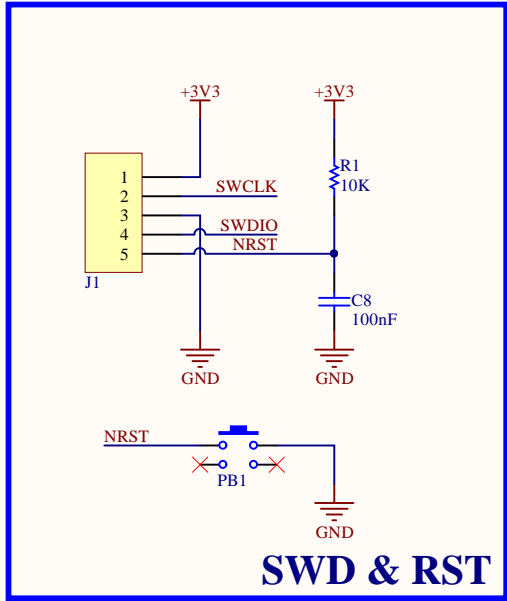 +3V3
+3V3
R1
10K
1
2
SWCLK
3
4
SWDIO
5
NRST
J1
C8
100nF
GND
GND
NRST
PB1
GND
SWD & RST